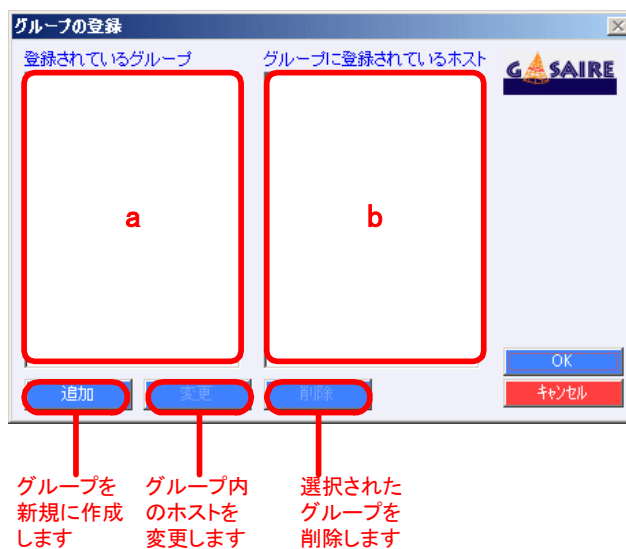 グループの登録
登録されているグループ
グループに登録されているホスト
G SAIRE
a
b
OK
追加
変更
削除
キャンセル
グループを
新規に作成
します
グループ内
のホストを
変更します
選択された
グループを
削除します